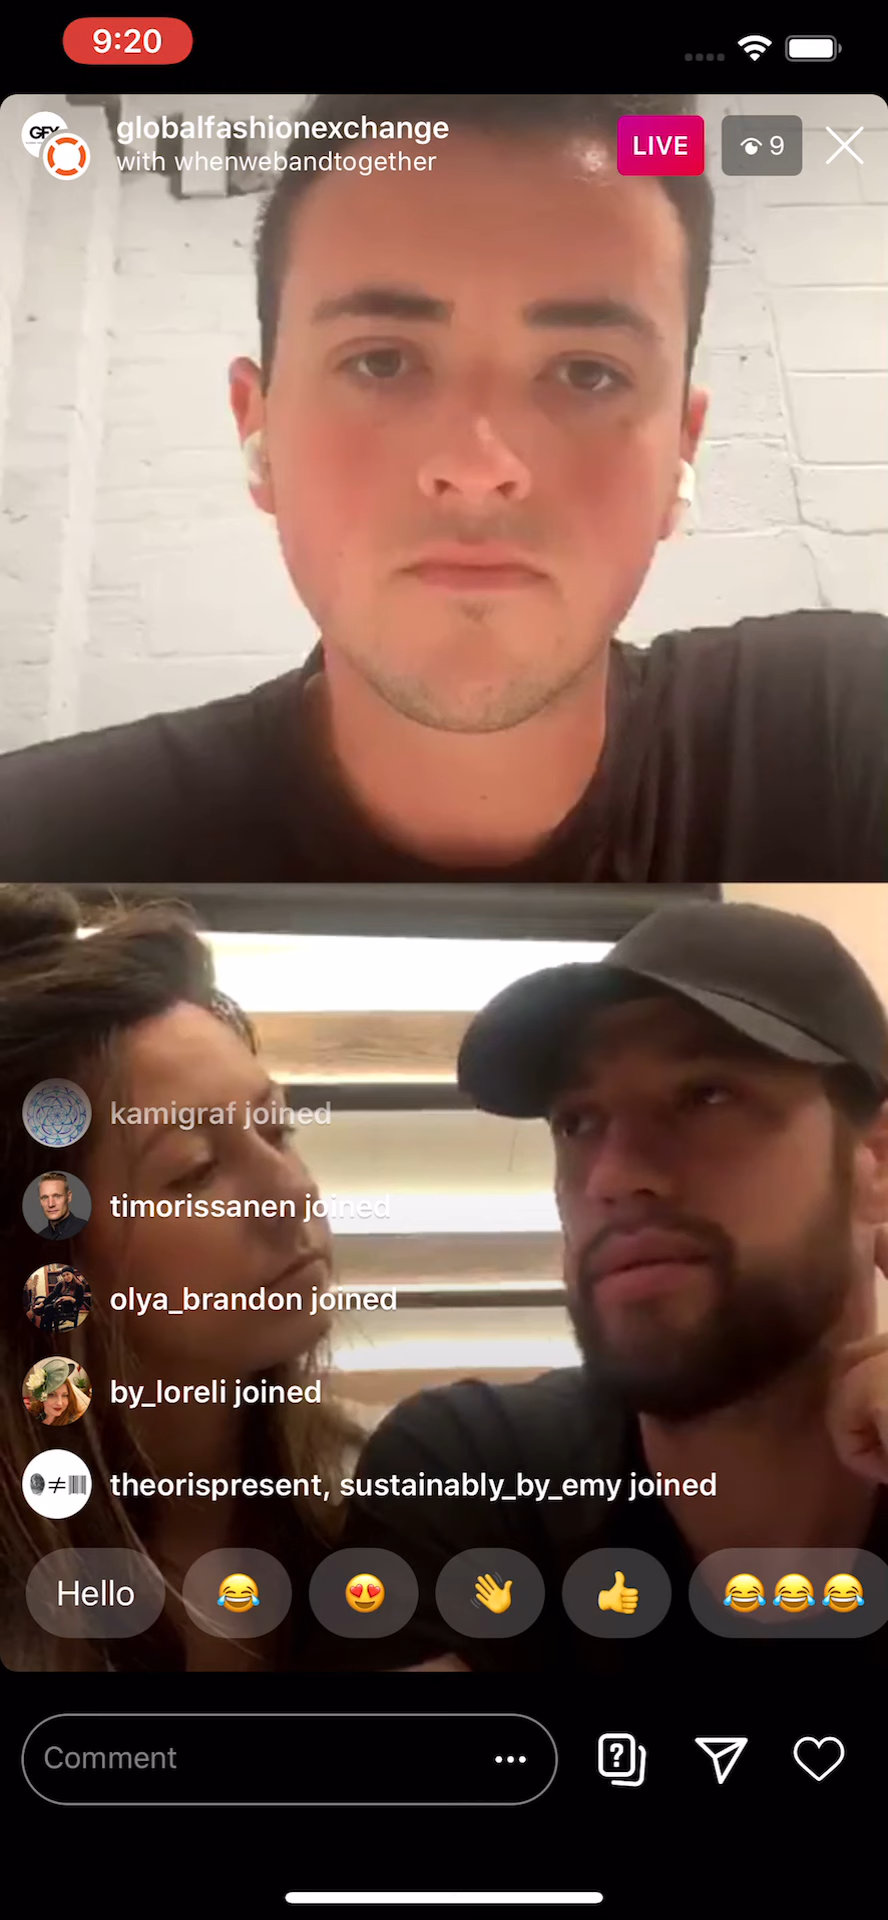 9:20
GFX
globalfashionexchange
with whenwebandtogether
LIVE
9
kamigraf joined
timorissanen joined
olya_brandon joined
by_loreli joined
theorispresent, sustainably_by_emy joined
Hello
Comment